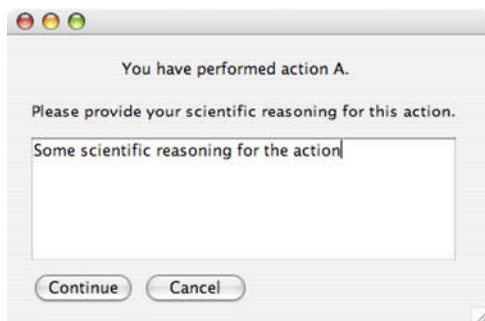 You have performed action A.
Please provide your scientific reasoning for this action.
Some scientific reasoning for the action
Continue Cancel